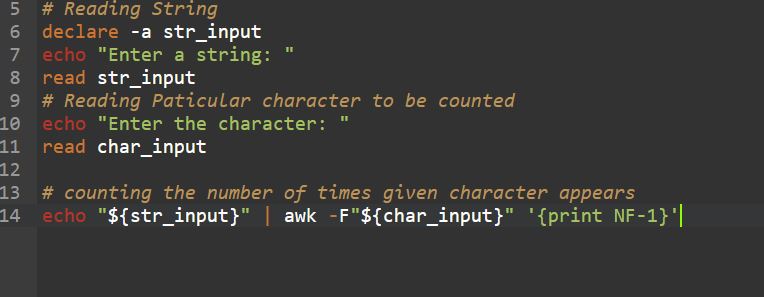 5 # Reading String
6 declare -a str_input
7 echo "Enter a string: "
8 read str_input
9 # Reading Paticular character to be counted
10 echo "Enter the character: "
11 read char_input
12
13 # counting the number of times given character appears
14 echo "${str_input}" | awk -F"${char_input}" '{print NF-1}'